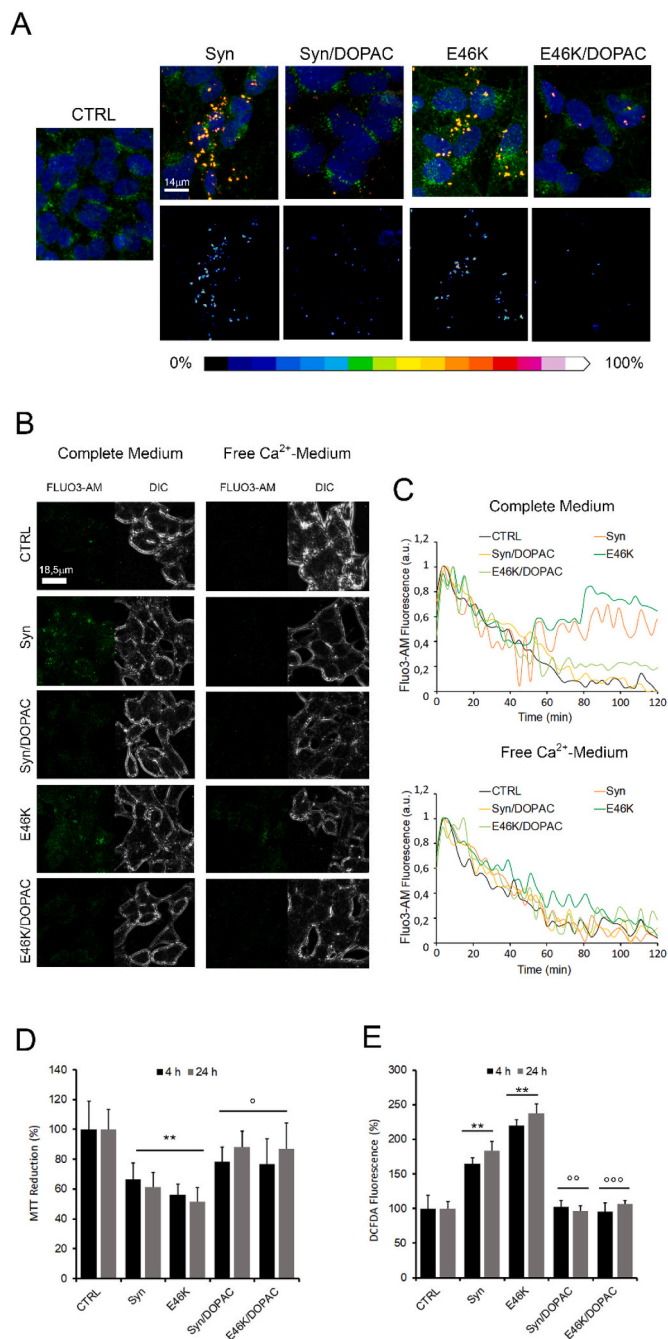 A
Syn Syn/DOPAC E46K E46K/DOPAC
CTRL
14μm
0% 100%
B
Complete Medium Free Ca²⁺-Medium
FLUO3-AM DIC FLUO3-AM DIC
CTRL
18,5μm
Syn
Syn/DOPAC
E46K
E46K/DOPAC
C
Complete Medium
CTRL Syn
Syn/DOPAC E46K
E46K/DOPAC
Fluo3-AM Fluorescence (a.u.)
1,2
1
0,8
0,6
0,4
0,2
0
0 20 40 60 80 100 120
Time (min)
Free Ca²⁺-Medium
CTRL Syn
Syn/DOPAC E46K
E46K/DOPAC
Fluo3-AM Fluorescence (a.u.)
1,2
1
0,8
0,6
0,4
0,2
0
0 20 40 60 80 100 120
Time (min)
D
4 h 24 h
MTT Reduction (%)
140
120
100
80
60
40
20
0
**
°
CTRL Syn E46K Syn/DOPAC E46K/DOPAC
E
4 h 24 h
DCFDA Fluorescence (%)
300
250
200
150
100
50
0
** ** °° °°°
CTRL Syn E46K Syn/DOPAC E46K/DOPAC